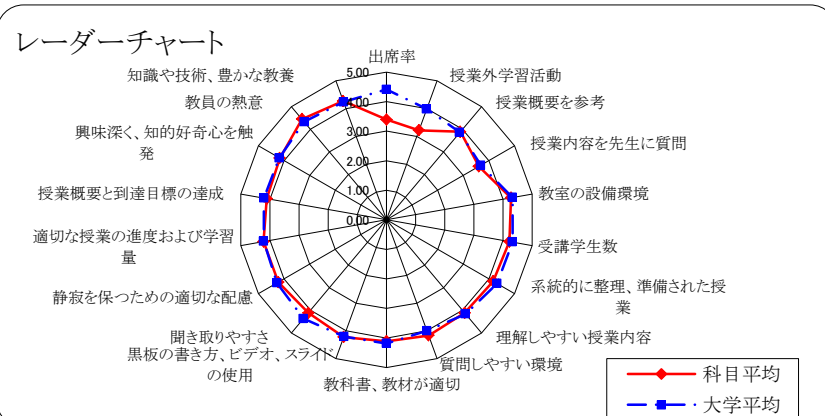 レーダーチャート
出席率
授業外学習活動
授業概要を参考
授業内容を先生に質問
教室の設備環境
受講学生数
系統的に整理、準備された授
業
理解しやすい授業内容
質問しやすい環境
教科書、教材が適切
黒板の書き方、ビデオ、スライド
の使用
聞き取りやすさ
静寂を保つための適切な配慮
適切な授業の進度および学習
量
授業概要と到達目標の達成
興味深く、知的好奇心を触
発
教員の熱意
知識や技術、豊かな教養
5.00
4.00
3.00
2.00
1.00
0.00
科目平均
大学平均